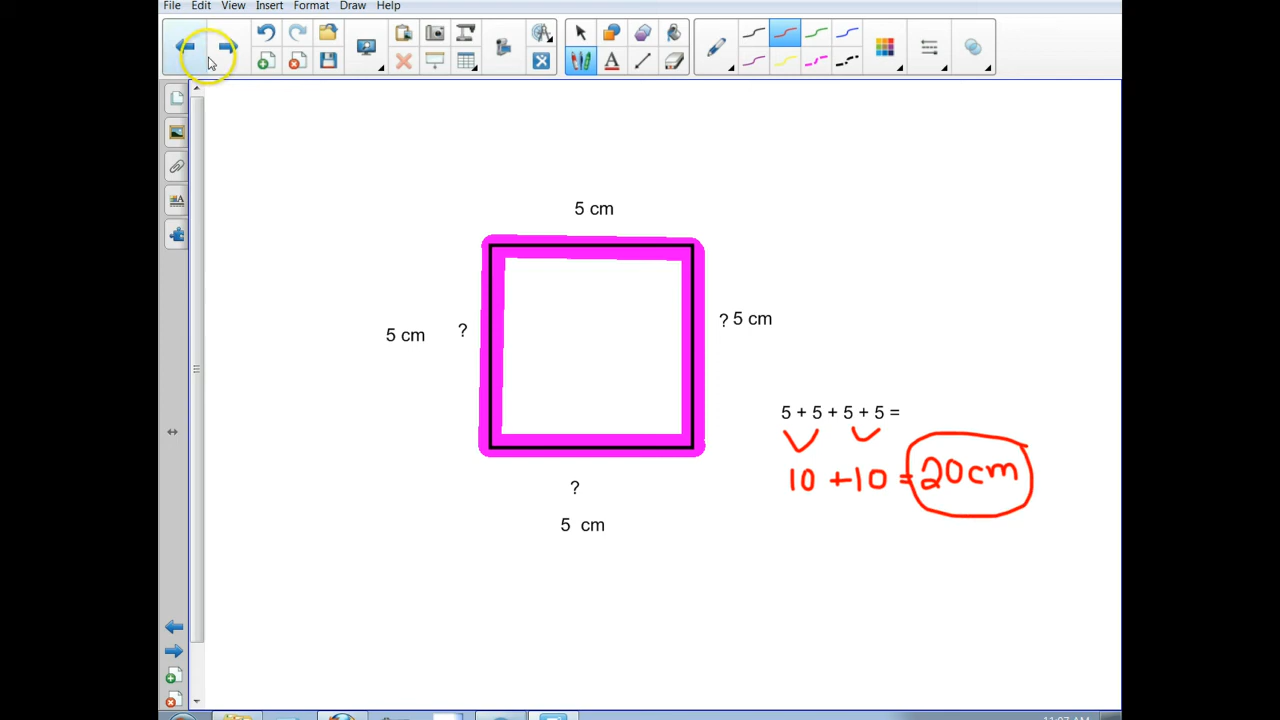 File Edit View Insert Format Draw Help
5 cm
5 cm ?
? 5 cm
5 + 5 + 5 + 5 =
10 + 10 = 20cm
?
5 cm